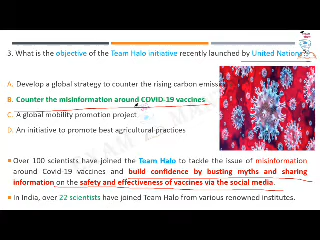 3. What is the objective of the Team Halo initiative recently launched by United Nations?
A. Develop a global strategy to counter the rising carbon emissi
B. Counter the misinformation around COVID-19 vaccines
C. A global mobility promotion project
D. An initiative to promote best agricultural practices
Over 100 scientists have joined the Team Halo to tackle the issue of misinformation
around Covid-19 vaccines and build confidence by busting myths and sharing
information on the safety and effectiveness of vaccines via the social media.
In India, over 22 scientists have joined Team Halo from various renowned institutes.